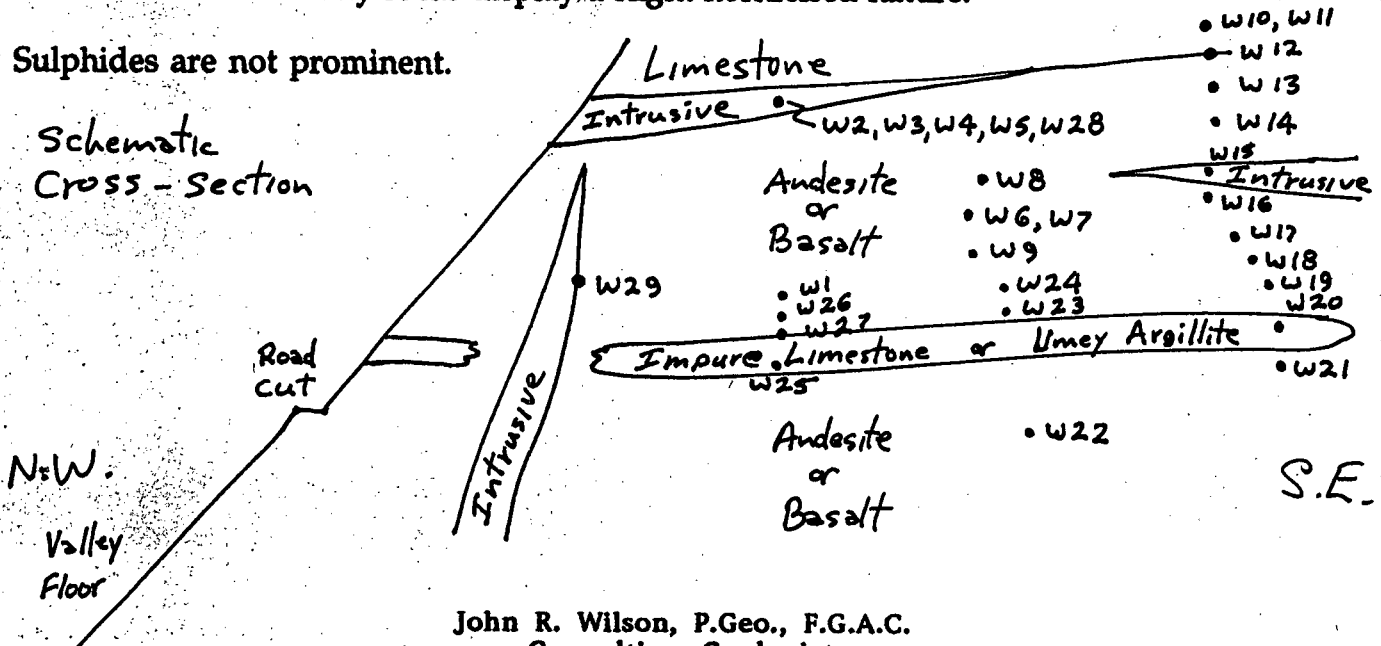 Sulphides are not prominent.
Schematic
Cross-Section
Limestone
Intrusive
W2, W3, W4, W5, W28
W10, W11
W12
W13
W14
W15
Intrusive
W16
W17
W18
W19
W20
Andesite
or
Basalt
W8
W6, W7
W9
W24
W23
W29
W1
W26
W27
Impure Limestone or Limey Argillite
W25
W21
Road
cut
Intrusive
Andesite
or
Basalt
W22
N.W.
S.E.
Valley
Floor
John R. Wilson, P.Geo., F.G.A.C.